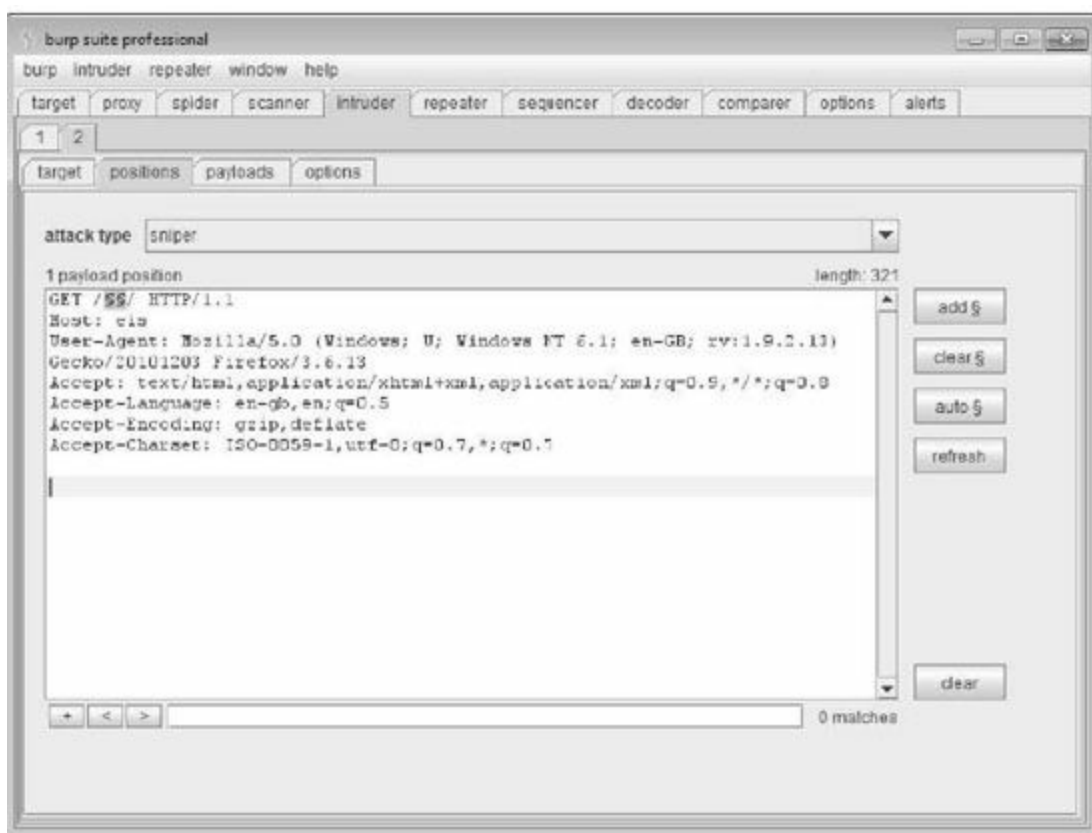 burp suite professional
burp intruder repeater window help
target proxy spider scanner intruder repeater sequencer decoder comparer options alerts
1 2
target positions payloads options
attack type sniper
1 payload position length: 321
GET /§§/ HTTP/1.1
Host: eis
User-Agent: Mozilla/5.0 (Windows; U; Windows NT 6.1; en-GB; rv:1.9.2.13)
Gecko/20101203 Firefox/3.6.13
Accept: text/html,application/xhtml+xml,application/xml;q=0.9,*/*;q=0.8
Accept-Language: en-gb,en;q=0.5
Accept-Encoding: gzip,deflate
Accept-Charset: ISO-8859-1,utf-8;q=0.7,*;q=0.7
add §
clear §
auto §
refresh
clear
+ < > 0 matches